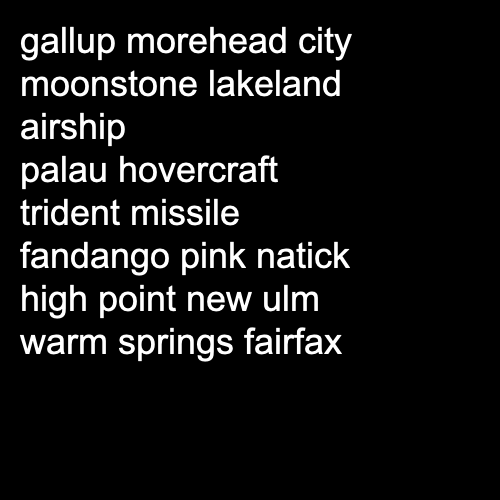 gallup morehead city
moonstone lakeland
airship
palau hovercraft
trident missile
fandango pink natick
high point new ulm
warm springs fairfax